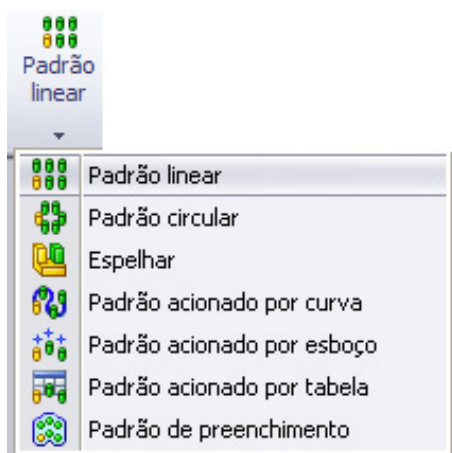 Padrão
linear
Padrão linear
Padrão circular
Espelhar
Padrão acionado por curva
Padrão acionado por esboço
Padrão acionado por tabela
Padrão de preenchimento